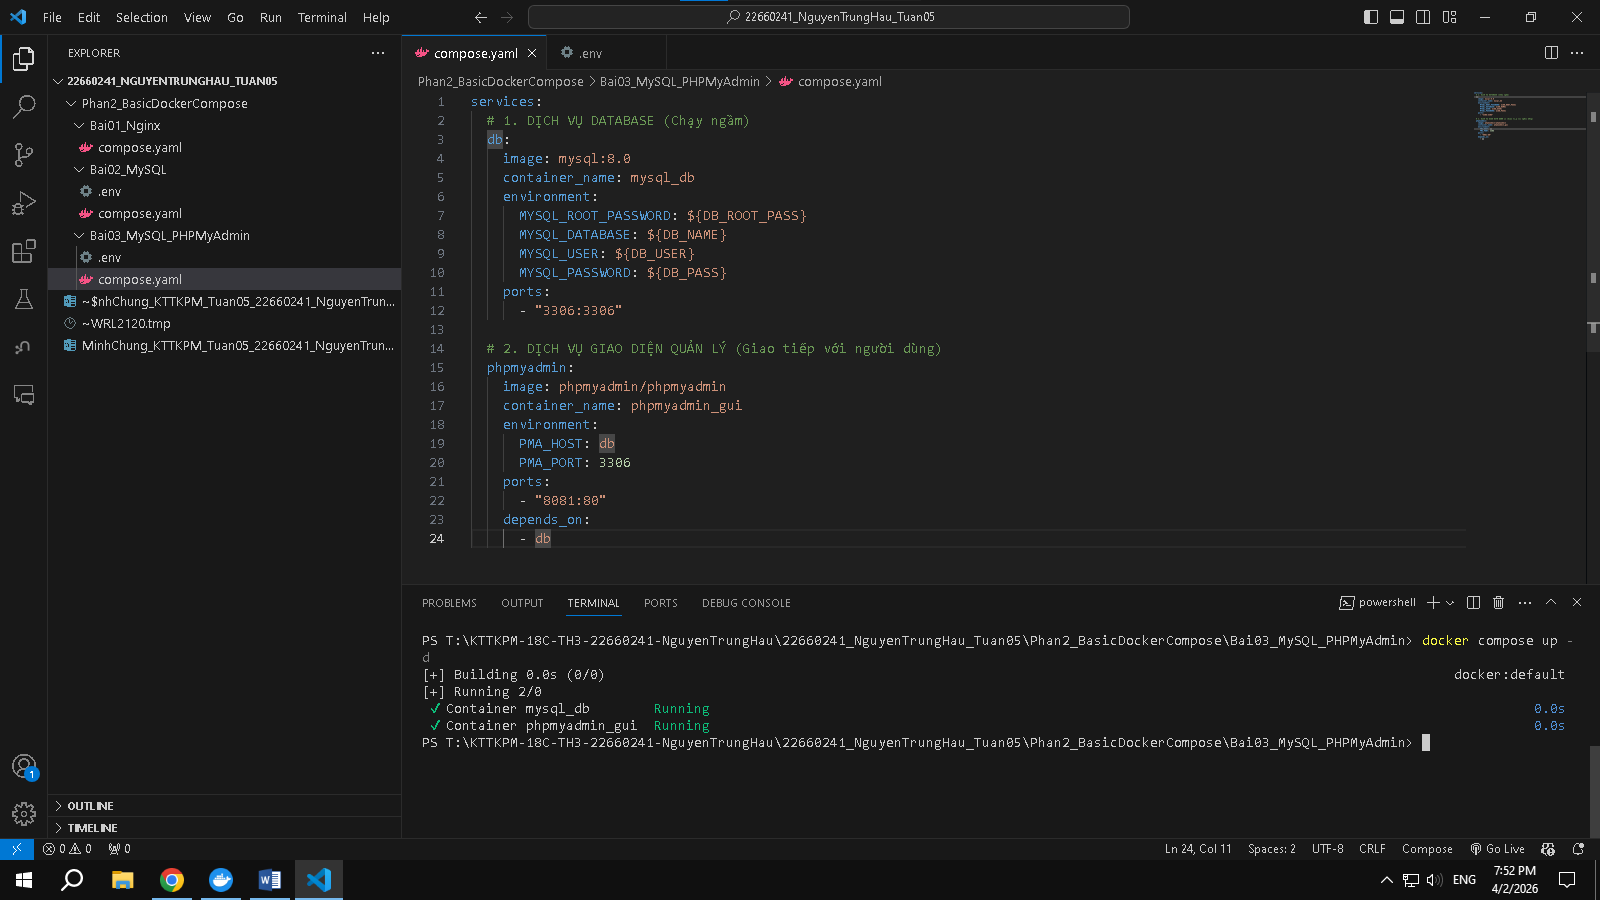 File Edit Selection View Go Run Terminal Help
22660241_NguyenTrungHau_Tuan05
EXPLORER
22660241_NGUYENTRUNGHAU_TUAN05
Phan2_BasicDockerCompose
Bai01_Nginx
compose.yaml
Bai02_MySQL
.env
compose.yaml
Bai03_MySQL_PHPMyAdmin
.env
compose.yaml
~$nhChung_KTTKPM_Tuan05_22660241_NguyenTrun...
~WRL2120.tmp
MinhChung_KTTKPM_Tuan05_22660241_NguyenTrun...
OUTLINE
TIMELINE
compose.yaml
.env
Phan2_BasicDockerCompose > Bai03_MySQL_PHPMyAdmin > compose.yaml
1 services:
2 # 1. DỊCH VỤ DATABASE (Chạy ngầm)
3 db:
4 image: mysql:8.0
5 container_name: mysql_db
6 environment:
7 MYSQL_ROOT_PASSWORD: ${DB_ROOT_PASS}
8 MYSQL_DATABASE: ${DB_NAME}
9 MYSQL_USER: ${DB_USER}
10 MYSQL_PASSWORD: ${DB_PASS}
11 ports:
12 - "3306:3306"
13
14 # 2. DỊCH VỤ GIAO DIỆN QUẢN LÝ (Giao tiếp với người dùng)
15 phpmyadmin:
16 image: phpmyadmin/phpmyadmin
17 container_name: phpmyadmin_gui
18 environment:
19 PMA_HOST: db
20 PMA_PORT: 3306
21 ports:
22 - "8081:80"
23 depends_on:
24 - db
PROBLEMS OUTPUT TERMINAL PORTS DEBUG CONSOLE
powershell
PS T:\KTTKPM-18C-TH3-22660241-NguyenTrungHau\22660241_NguyenTrungHau_Tuan05\Phan2_BasicDockerCompose\Bai03_MySQL_PHPMyAdmin> docker compose up -
d
[+] Building 0.0s (0/0) docker:default
[+] Running 2/0
✓ Container mysql_db Running 0.0s
✓ Container phpmyadmin_gui Running 0.0s
PS T:\KTTKPM-18C-TH3-22660241-NguyenTrungHau\22660241_NguyenTrungHau_Tuan05\Phan2_BasicDockerCompose\Bai03_MySQL_PHPMyAdmin>
1
0 0 0
Ln 24, Col 11 Spaces: 2 UTF-8 CRLF Compose Go Live
ENG
7:52 PM
4/2/2026